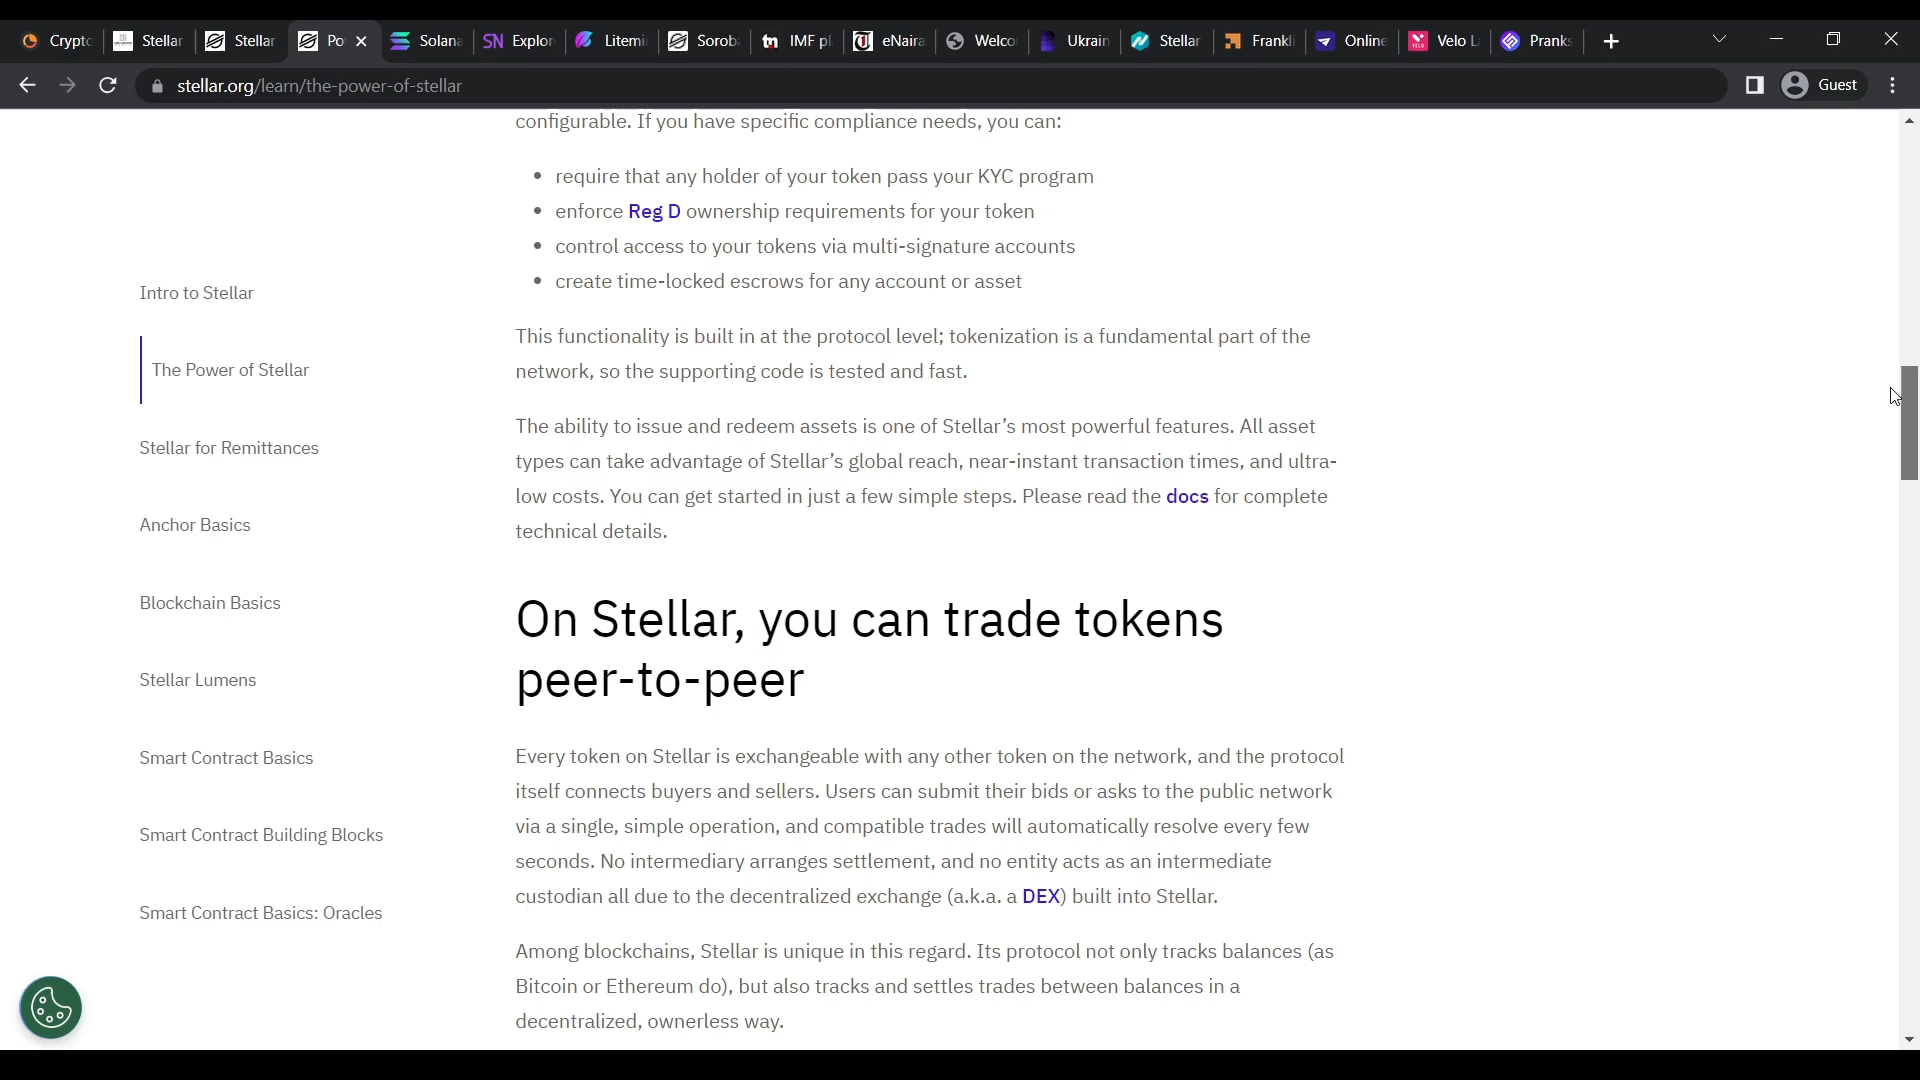 Crypto
Stellar
Stellar
Po
Solana
SN Explor
Litemi
Sorob
tn IMF pl
eNaira
Welco
Ukrain
Stellar
Frankli
Online
Velo L
Pranks
stellar.org/learn/the-power-of-stellar
Guest
configurable. If you have specific compliance needs, you can:
• require that any holder of your token pass your KYC program
• enforce Reg D ownership requirements for your token
• control access to your tokens via multi-signature accounts
• create time-locked escrows for any account or asset
Intro to Stellar
The Power of Stellar
Stellar for Remittances
Anchor Basics
Blockchain Basics
Stellar Lumens
Smart Contract Basics
Smart Contract Building Blocks
Smart Contract Basics: Oracles
This functionality is built in at the protocol level; tokenization is a fundamental part of the
network, so the supporting code is tested and fast.
The ability to issue and redeem assets is one of Stellar’s most powerful features. All asset
types can take advantage of Stellar’s global reach, near-instant transaction times, and ultra-
low costs. You can get started in just a few simple steps. Please read the docs for complete
technical details.
On Stellar, you can trade tokens
peer-to-peer
Every token on Stellar is exchangeable with any other token on the network, and the protocol
itself connects buyers and sellers. Users can submit their bids or asks to the public network
via a single, simple operation, and compatible trades will automatically resolve every few
seconds. No intermediary arranges settlement, and no entity acts as an intermediate
custodian all due to the decentralized exchange (a.k.a. a DEX) built into Stellar.
Among blockchains, Stellar is unique in this regard. Its protocol not only tracks balances (as
Bitcoin or Ethereum do), but also tracks and settles trades between balances in a
decentralized, ownerless way.